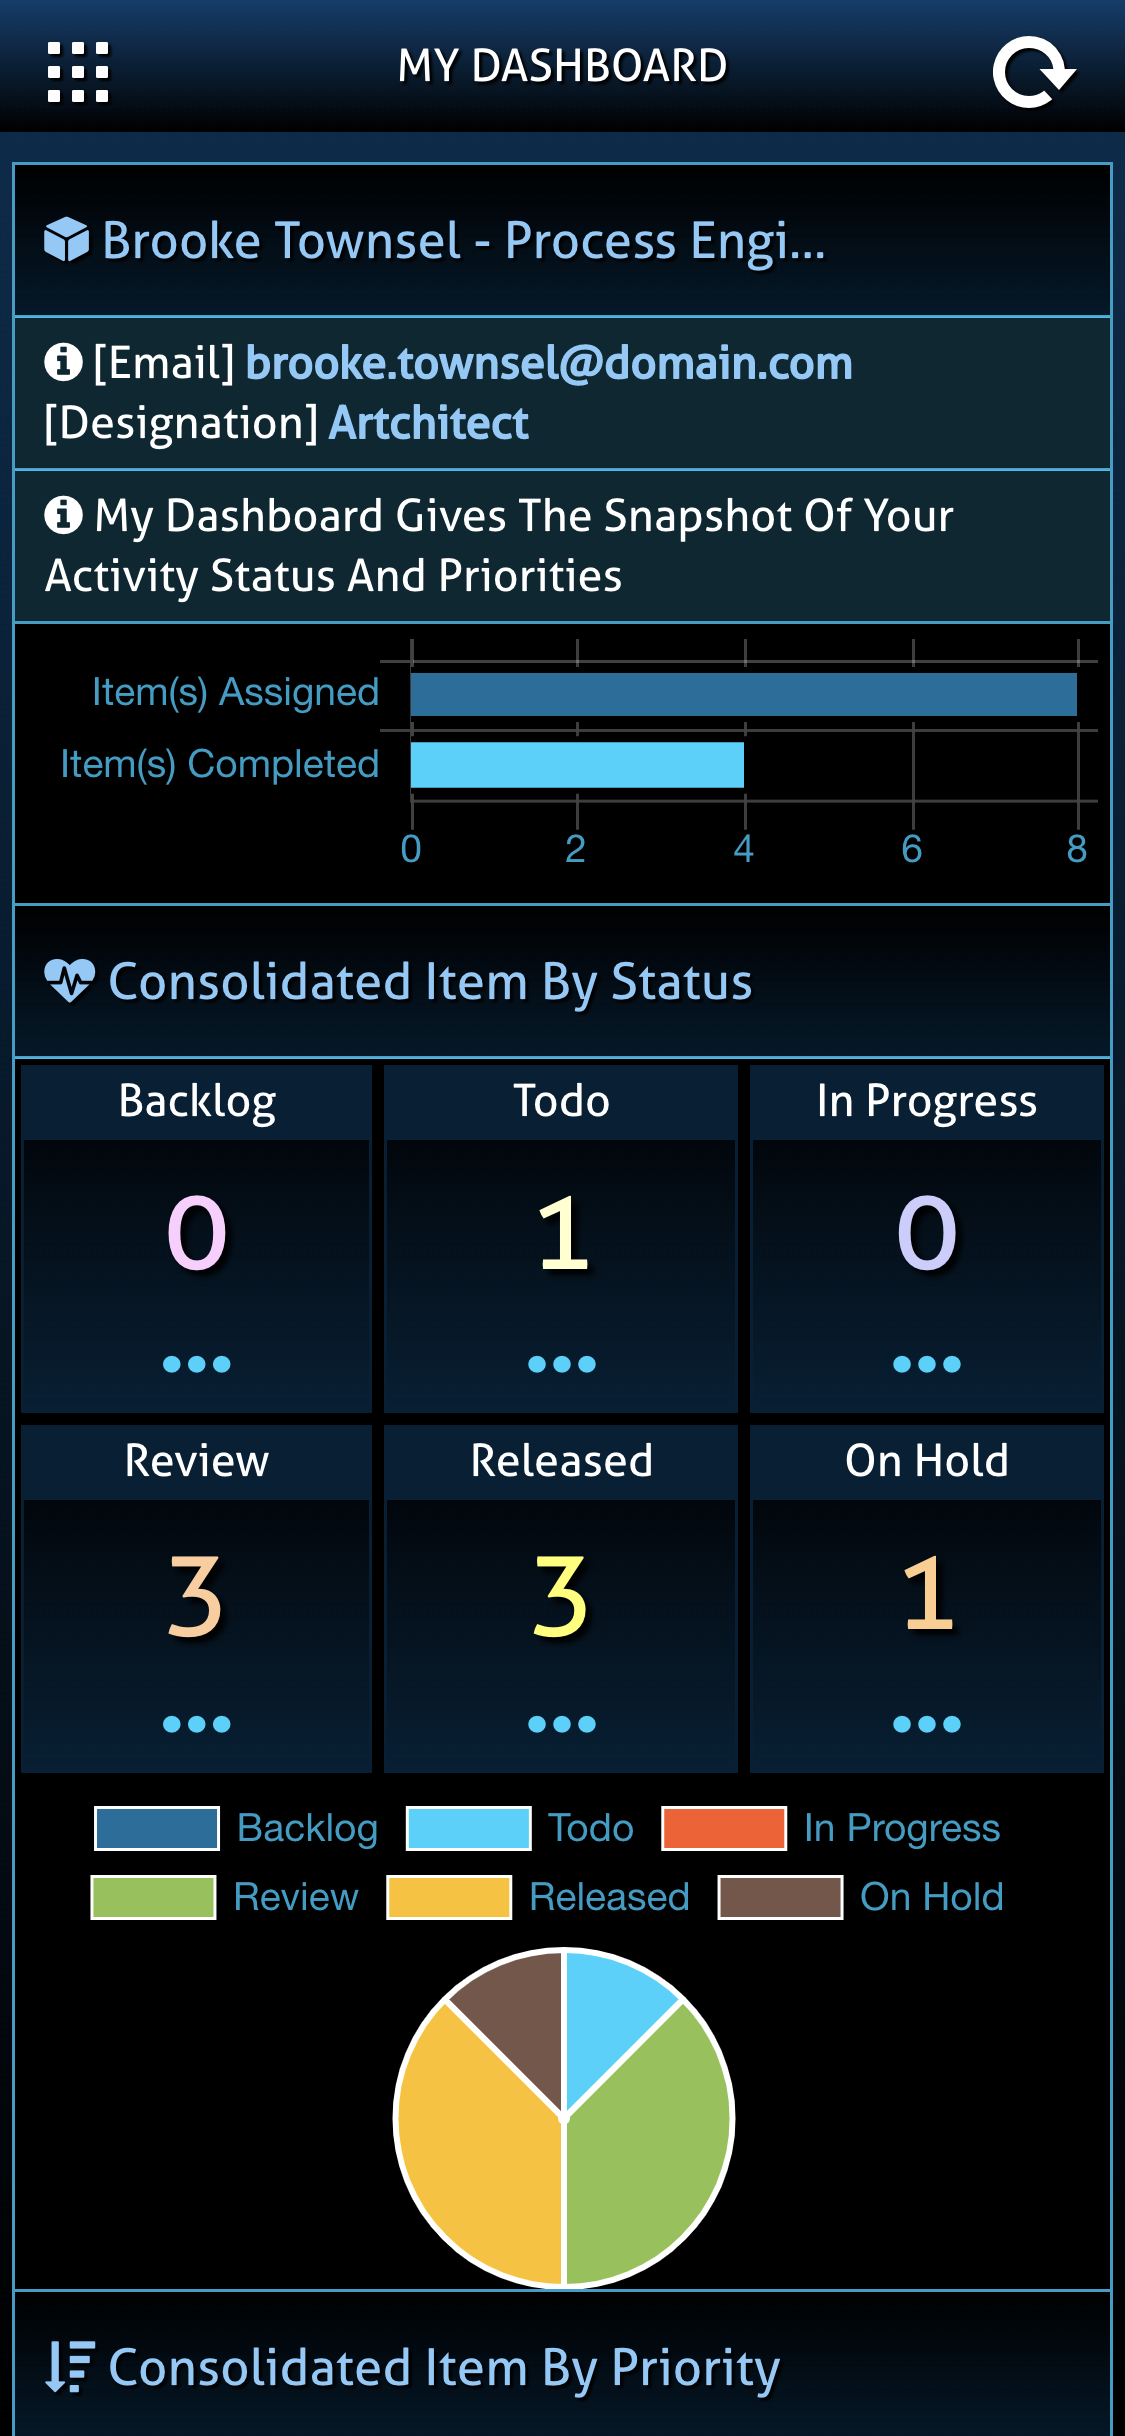 MY DASHBOARD
Brooke Townsel - Process Engi...
[Email] brooke.townsel@domain.com
[Designation] Artchitect
My Dashboard Gives The Snapshot Of Your
Activity Status And Priorities
Item(s) Assigned
Item(s) Completed
0 2 4 6 8
Consolidated Item By Status
Backlog Todo In Progress
0 1 0
Review Released On Hold
3 3 1
Backlog Todo In Progress
Review Released On Hold
Consolidated Item By Priority